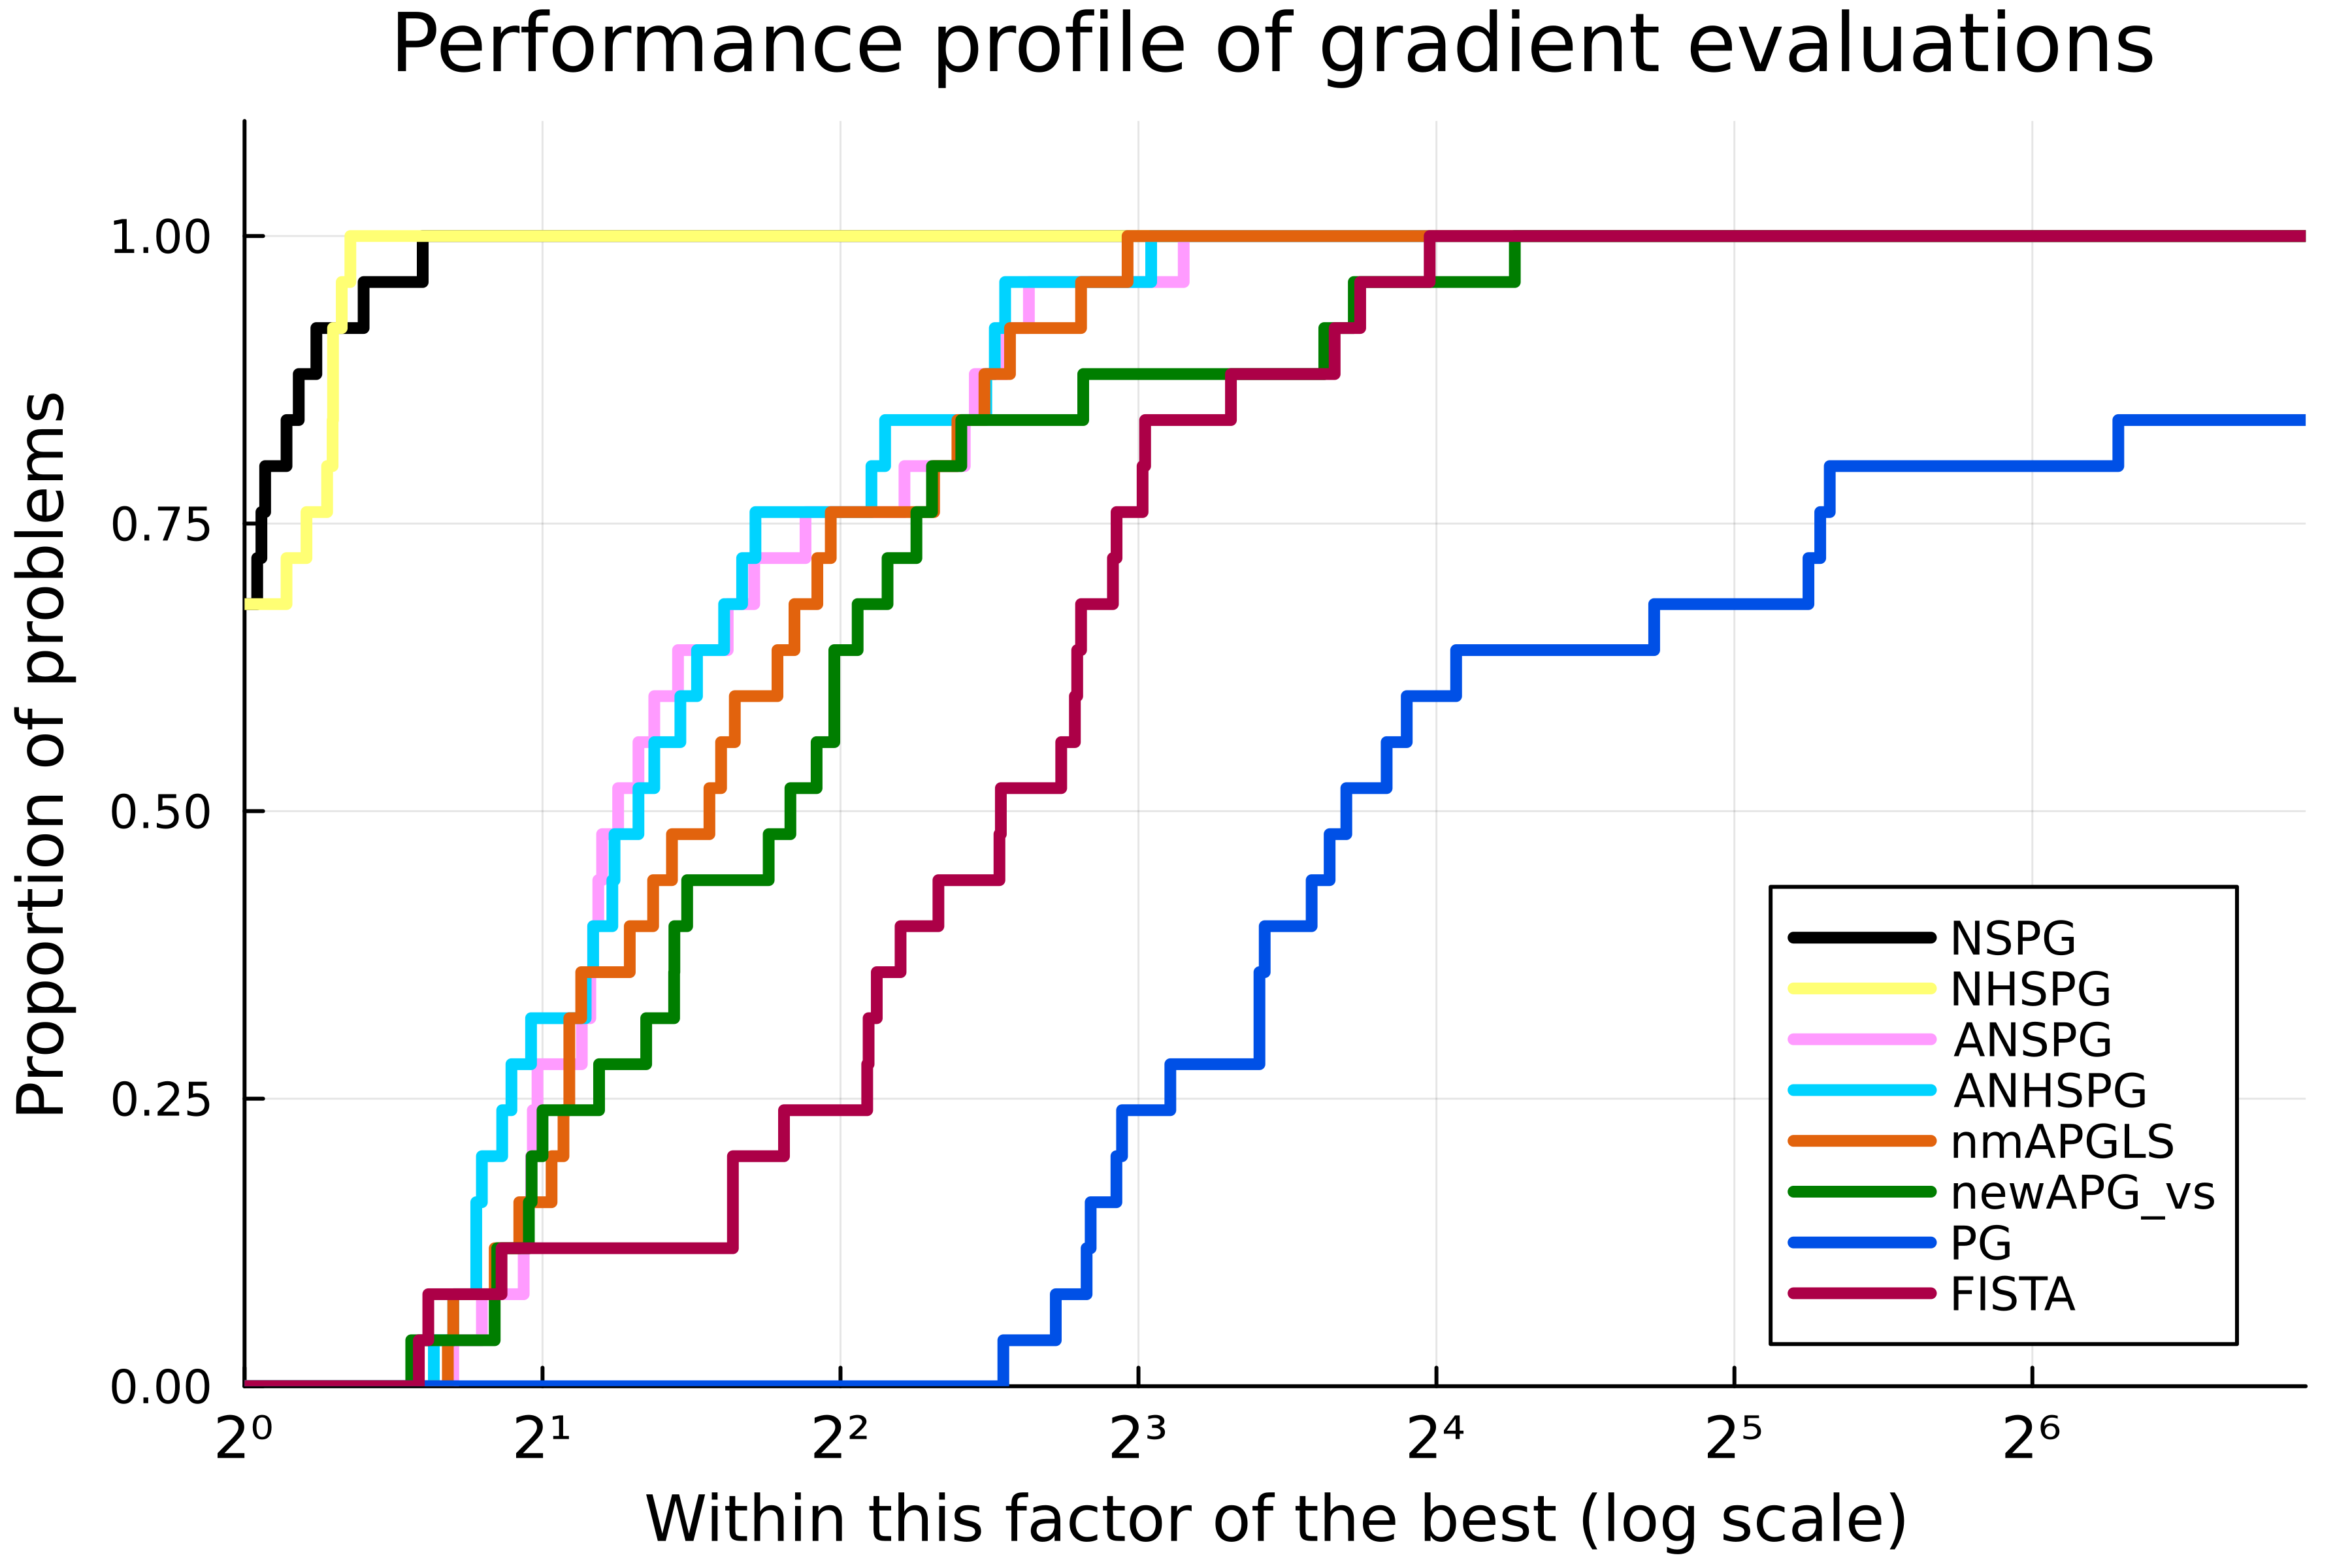 Performance profile of gradient evaluations
Proportion of problems
1.00
0.75
0.50
0.25
0.00
NSPG
NHSPG
ANSPG
ANHSPG
nmAPGLS
newAPG_vs
PG
FISTA
2⁰ 2¹ 2² 2³ 2⁴ 2⁵ 2⁶
Within this factor of the best (log scale)